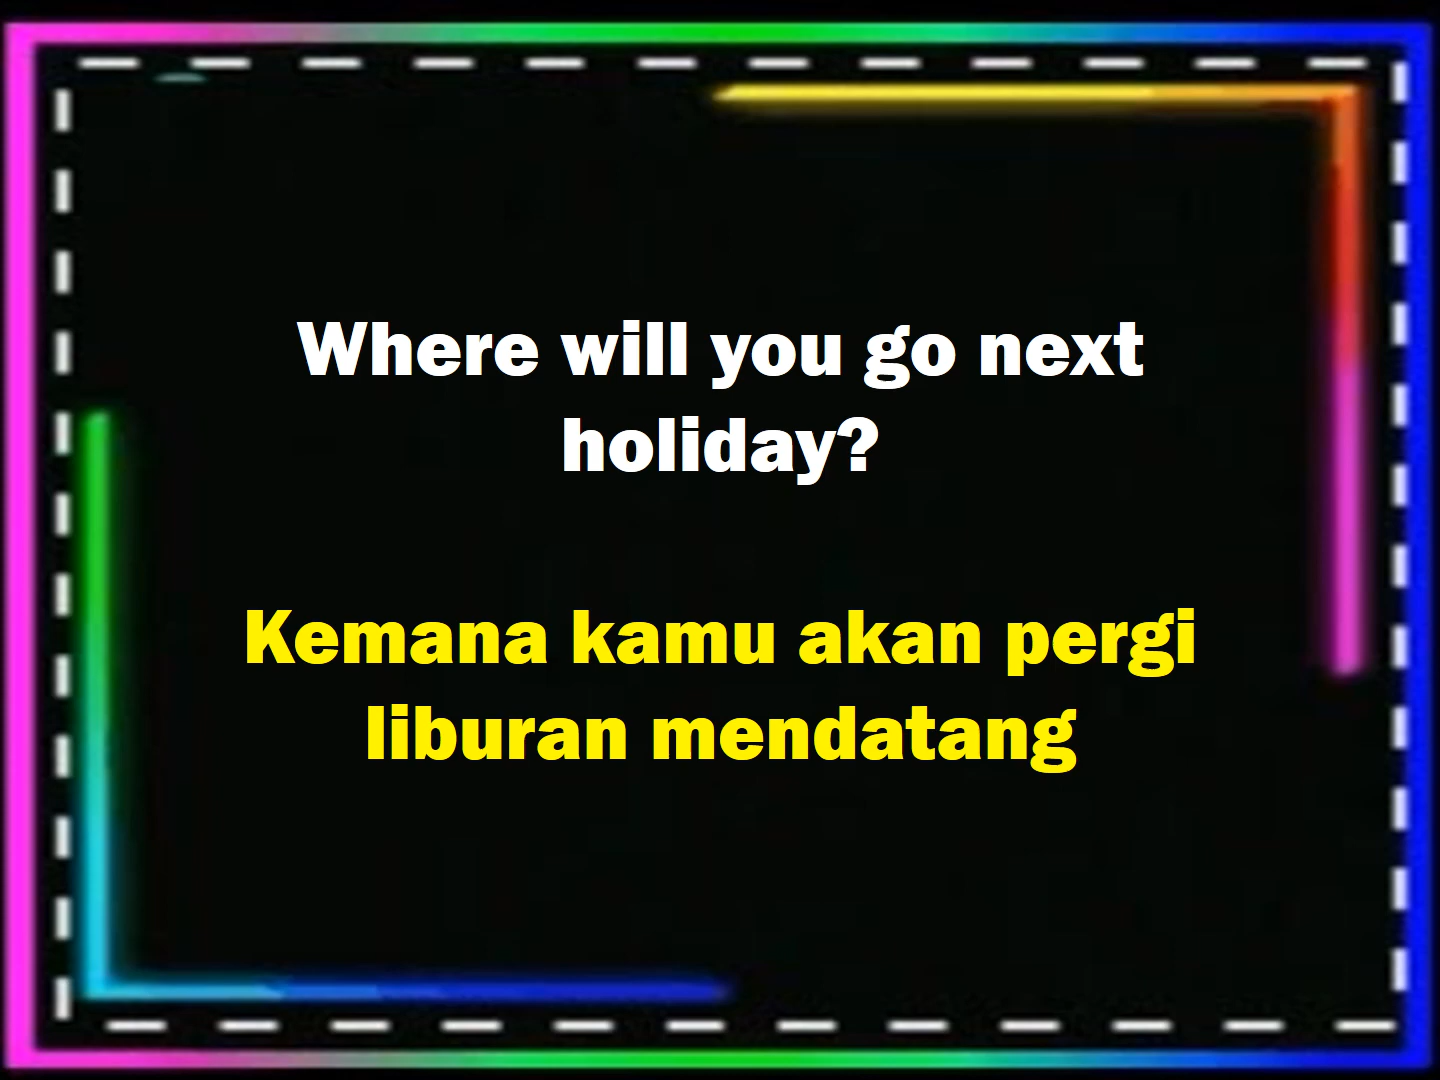 Where will you go next
holiday?
Kemana kamu akan pergi
liburan mendatang